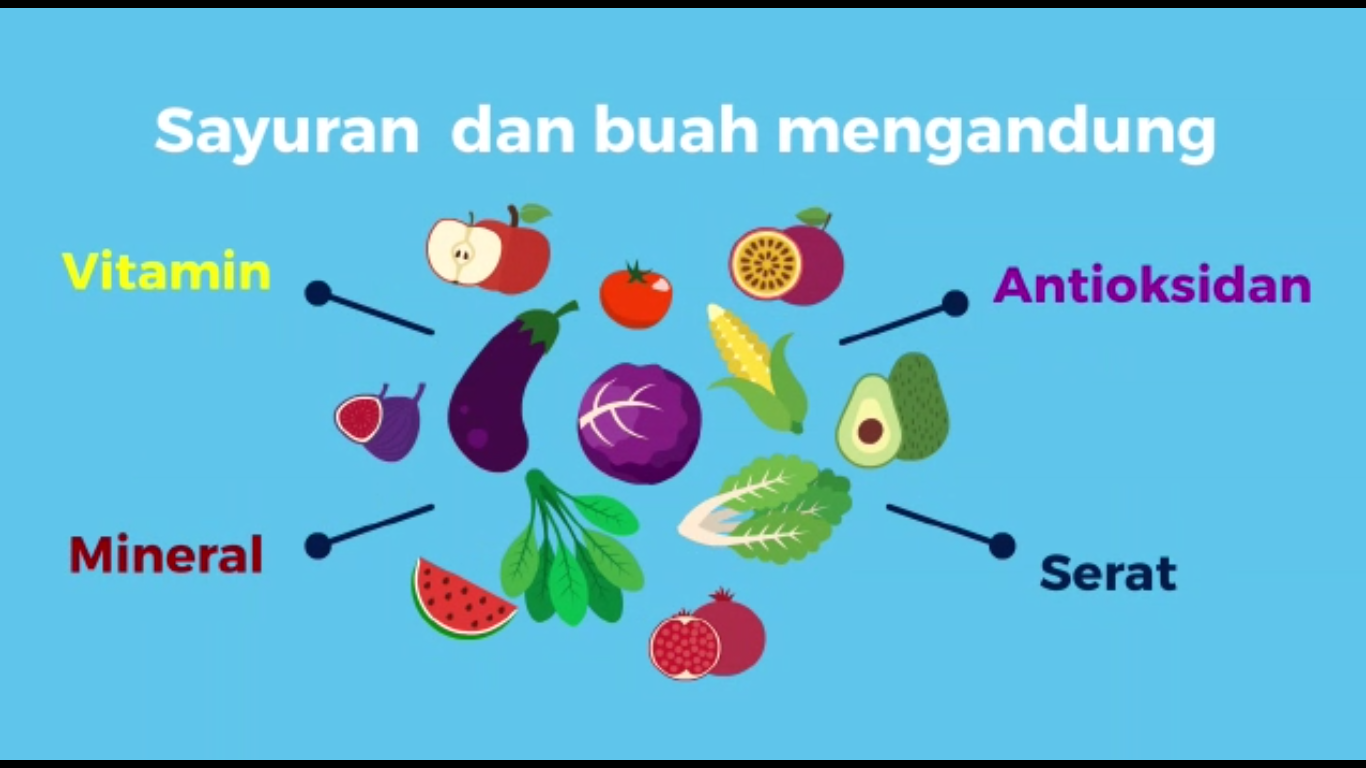 Sayuran dan buah mengandung
Vitamin
Antioksidan
Mineral
Serat